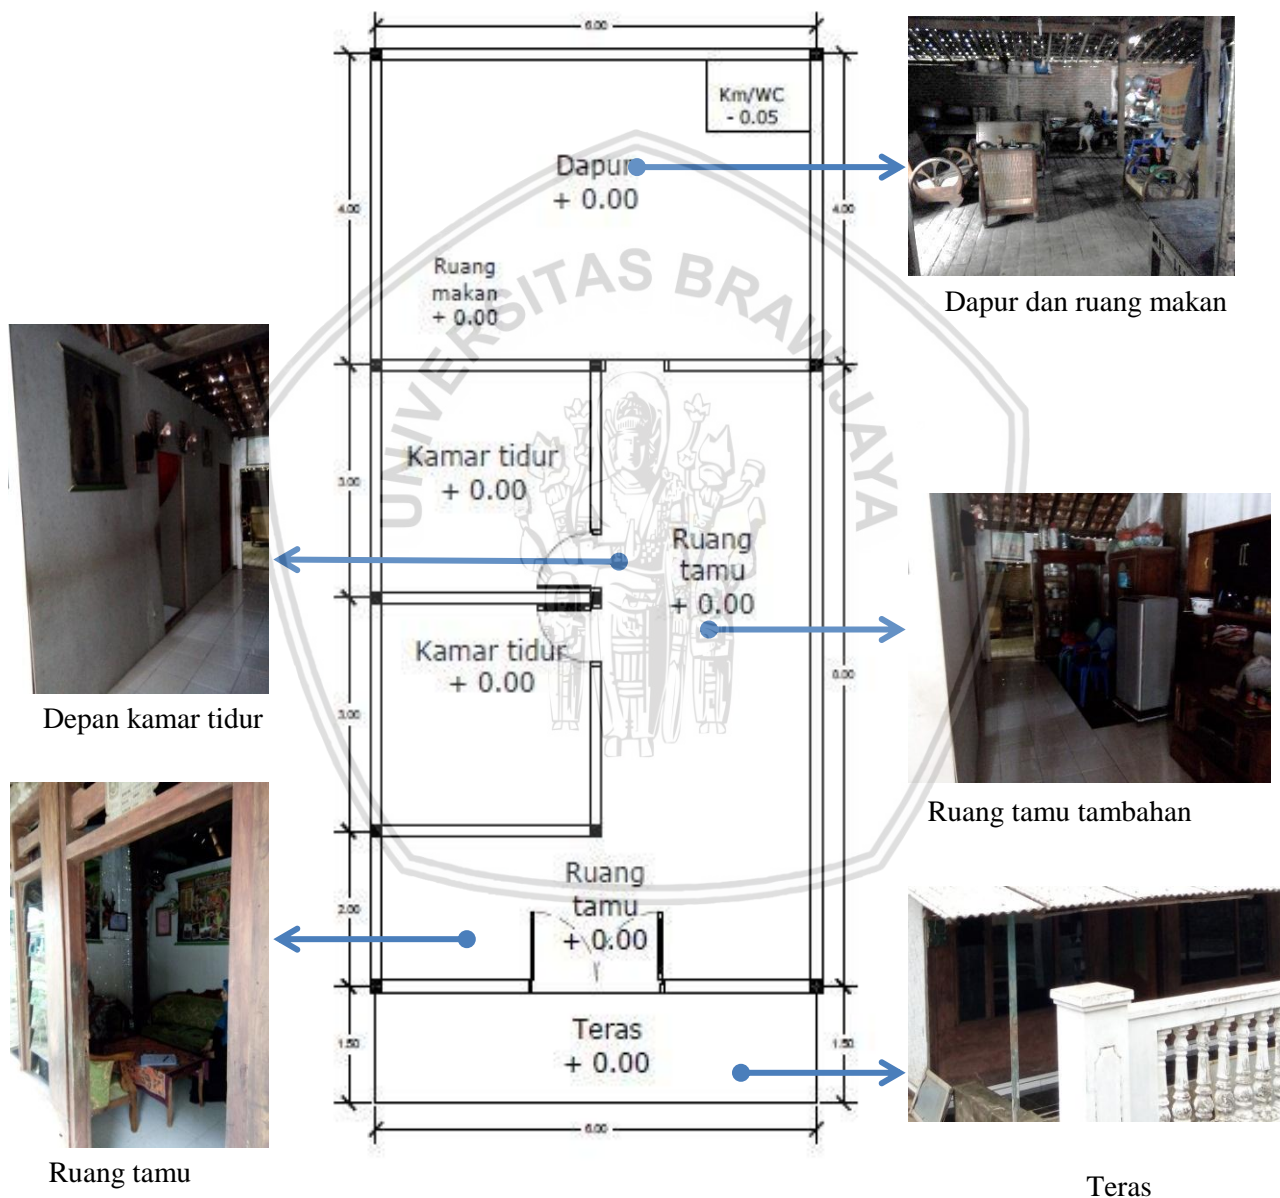 6.00
Km/WC
- 0.05
Dapur
+ 0.00
4.00
4.00
Ruang
makan
+ 0.00
Dapur dan ruang makan
UNIVERSITAS BRAWIJAYA
Kamar tidur
+ 0.00
3.00
Ruang
tamu
+ 0.00
Kamar tidur
+ 0.00
3.00
Depan kamar tidur
Ruang tamu tambahan
Ruang
tamu
+ 0.00
2.00
Teras
+ 0.00
1.50
1.50
6.00
Ruang tamu
Teras